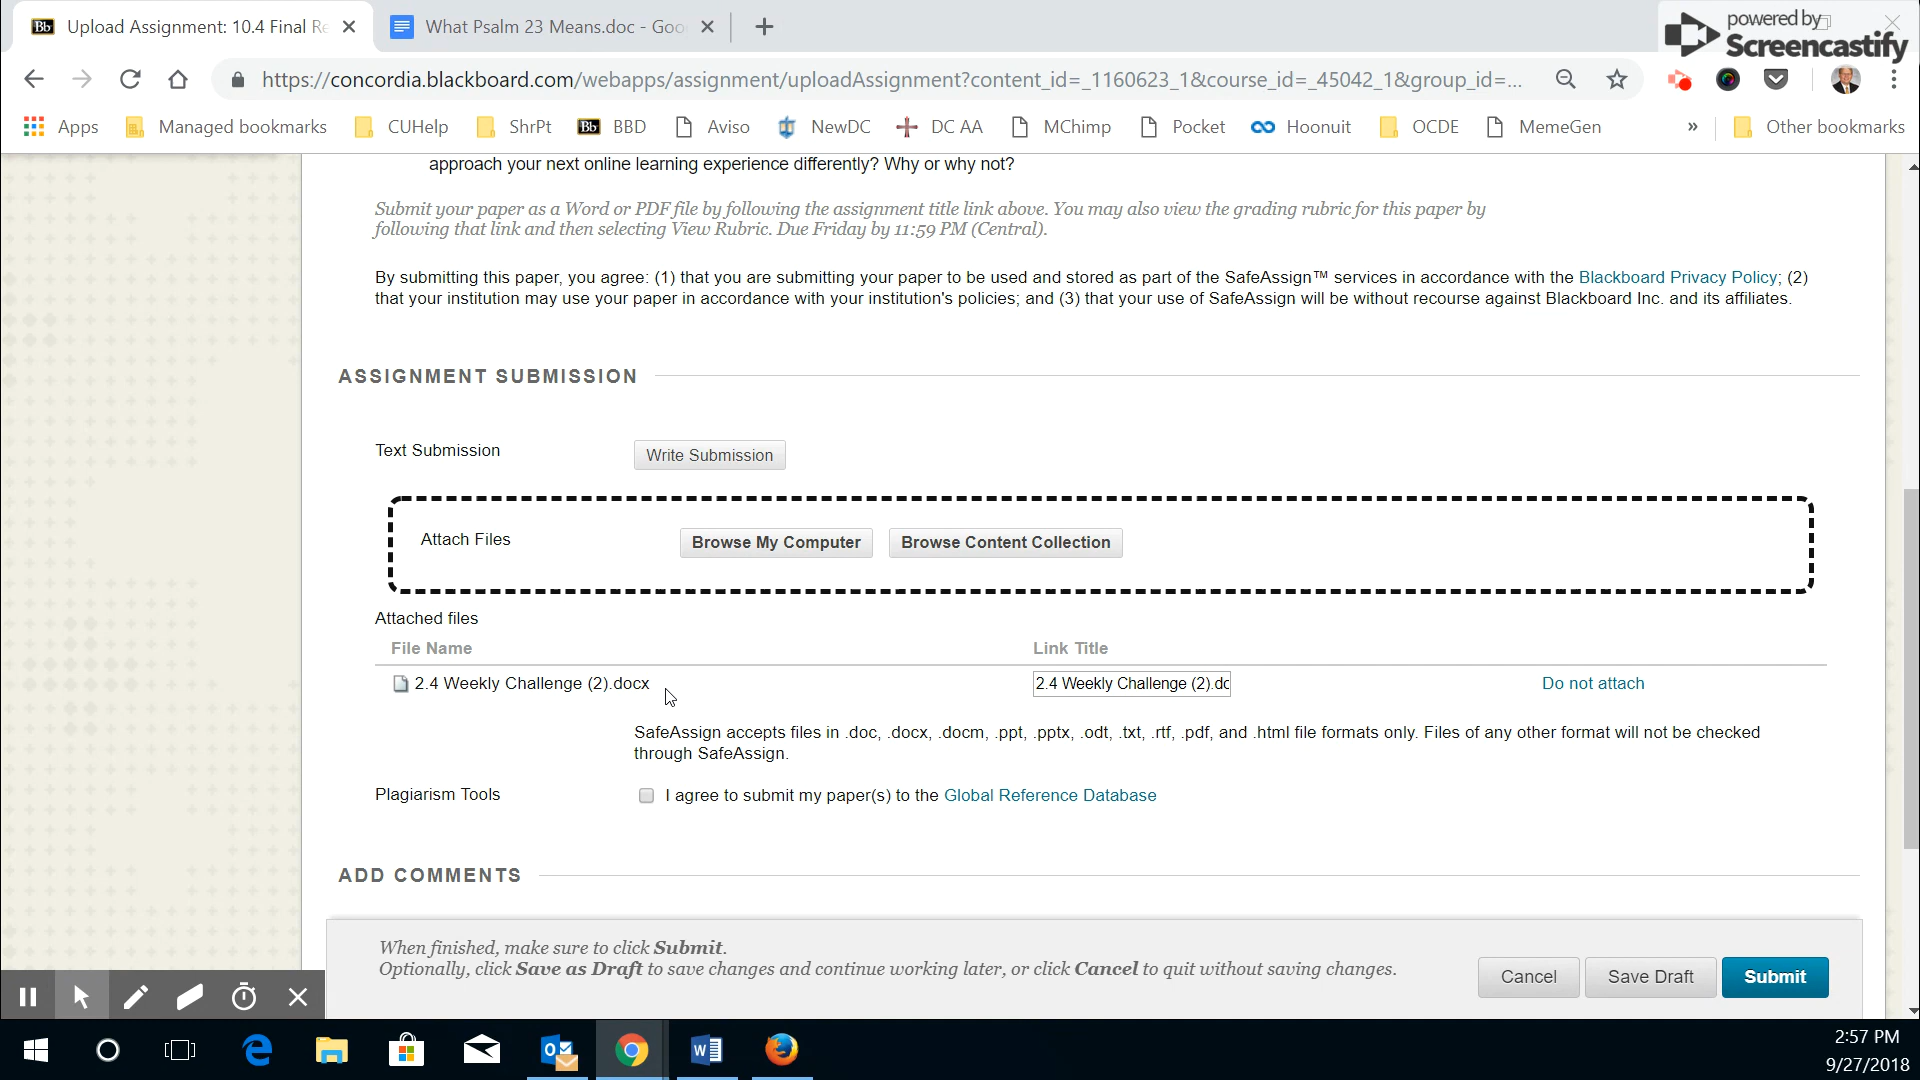 Bb Upload Assignment: 10.4 Final Re
What Psalm 23 Means.doc - Goo
powered by
Screencastify
https://concordia.blackboard.com/webapps/assignment/uploadAssignment?content_id=_1160623_1&course_id=_45042_1&group_id=...
Apps Managed bookmarks CUHelp ShrPt Bb BBD Aviso NewDC DC AA MChimp Pocket Hoonuit OCDE MemeGen » Other bookmarks
approach your next online learning experience differently? Why or why not?
Submit your paper as a Word or PDF file by following the assignment title link above. You may also view the grading rubric for this paper by
following that link and then selecting View Rubric. Due Friday by 11:59 PM (Central).
By submitting this paper, you agree: (1) that you are submitting your paper to be used and stored as part of the SafeAssign™ services in accordance with the Blackboard Privacy Policy; (2)
that your institution may use your paper in accordance with your institution's policies; and (3) that your use of SafeAssign will be without recourse against Blackboard Inc. and its affiliates.
ASSIGNMENT SUBMISSION
Text Submission Write Submission
Attach Files Browse My Computer Browse Content Collection
Attached files
File Name Link Title
2.4 Weekly Challenge (2).docx 2.4 Weekly Challenge (2).dc Do not attach
SafeAssign accepts files in .doc, .docx, .docm, .ppt, .pptx, .odt, .txt, .rtf, .pdf, and .html file formats only. Files of any other format will not be checked
through SafeAssign.
Plagiarism Tools I agree to submit my paper(s) to the Global Reference Database
ADD COMMENTS
When finished, make sure to click Submit.
Optionally, click Save as Draft to save changes and continue working later, or click Cancel to quit without saving changes.
Cancel Save Draft Submit
2:57 PM
9/27/2018